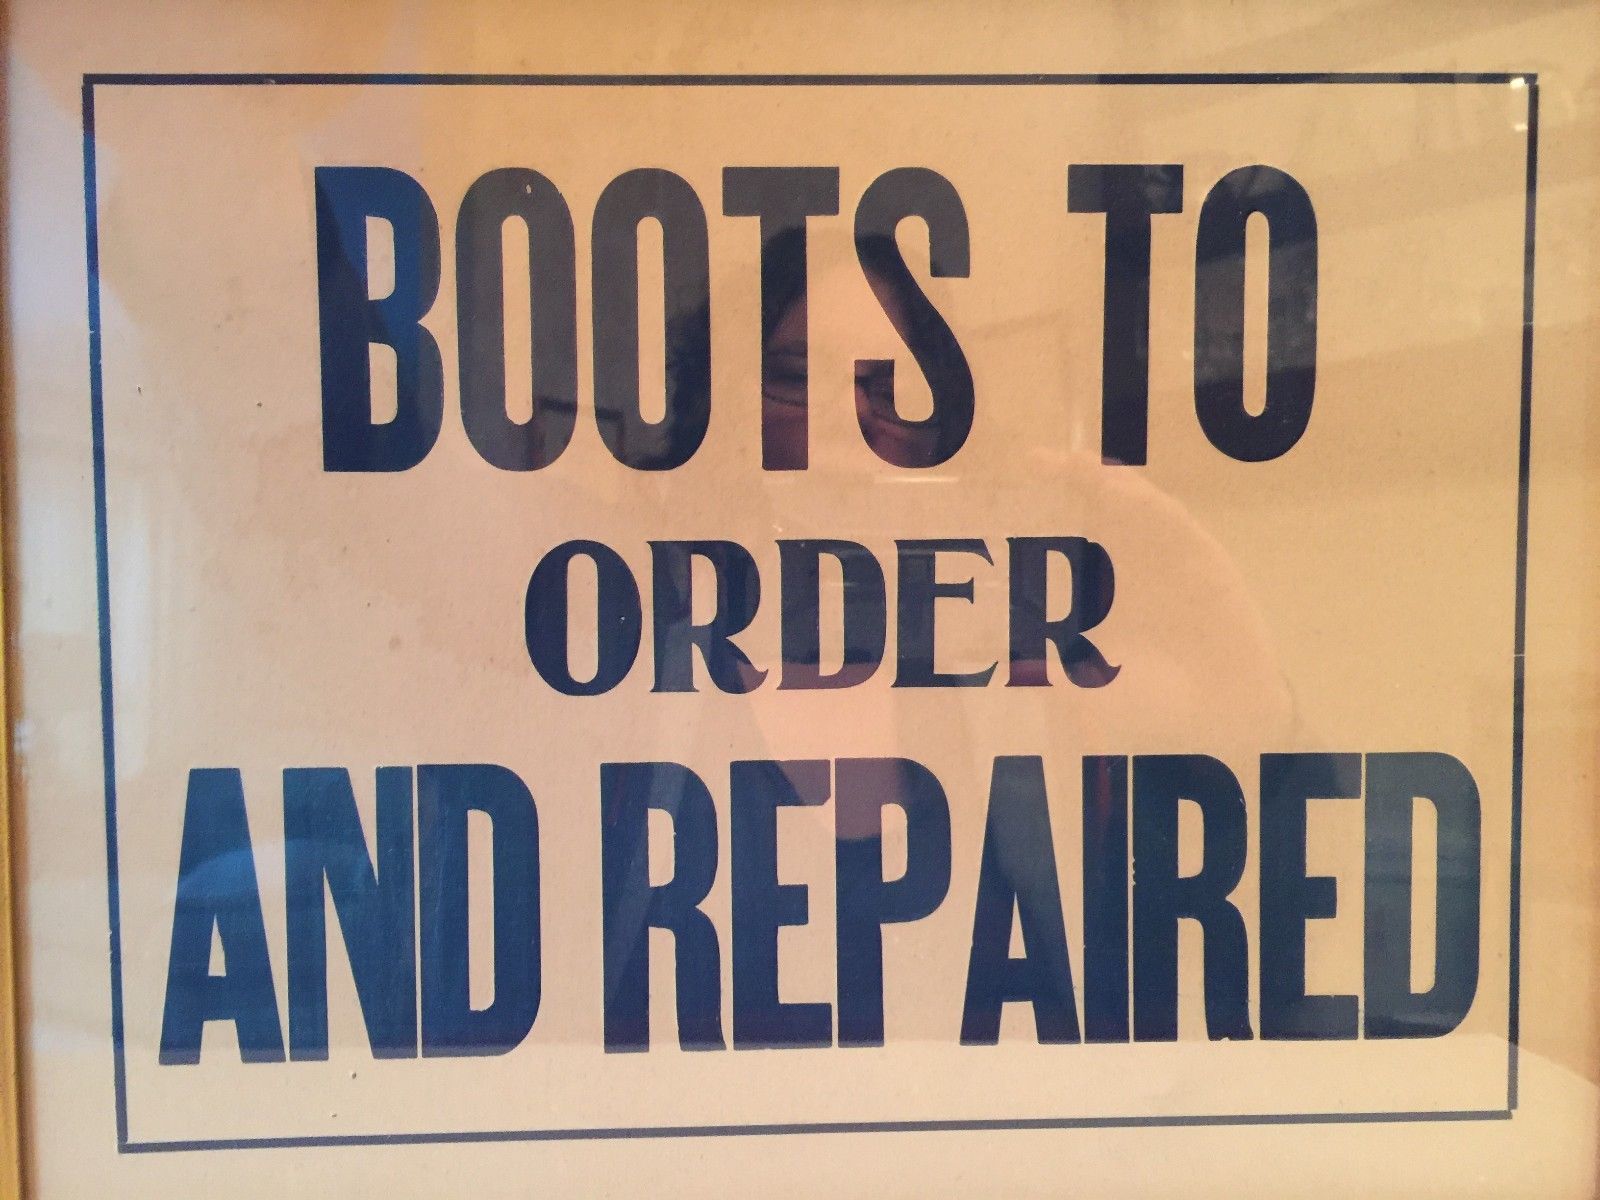 BOOTS TO
ORDER
AND REPAIRED